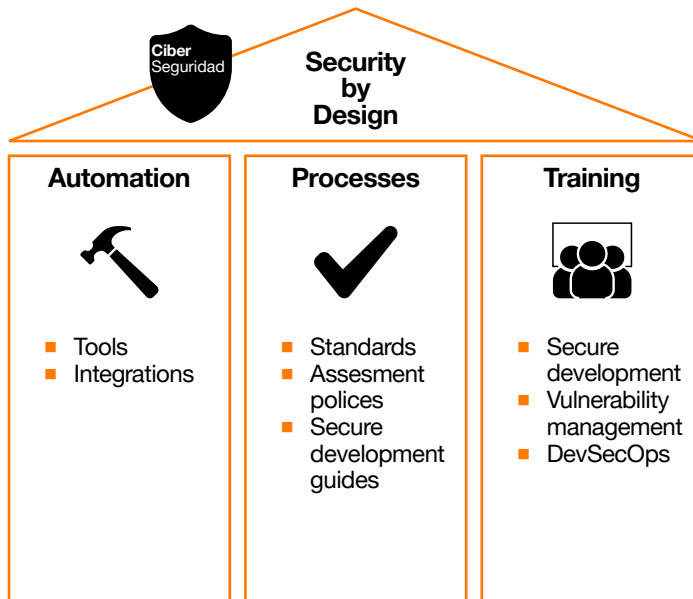 Ciber
Seguridad
Security
by
Design
Automation
Tools
Integrations
Processes
Standards
Assesment
polices
Secure
development
guides
Training
Secure
development
Vulnerability
management
DevSecOps